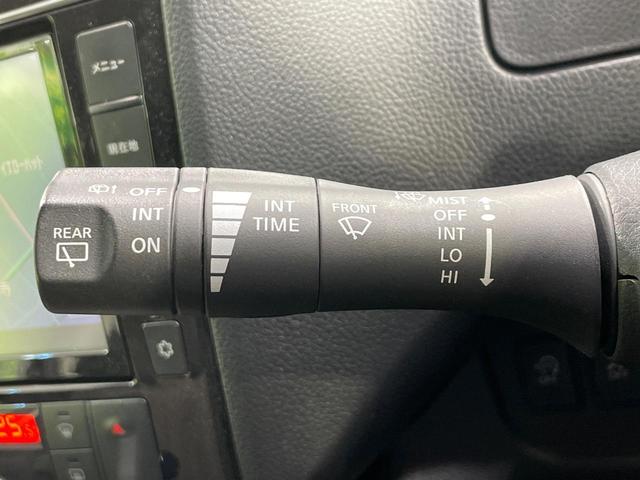 メニュー
現在地
OFF
INT
ON
REAR
INT
TIME
FRONT
MIST
OFF
INT
LO
HI